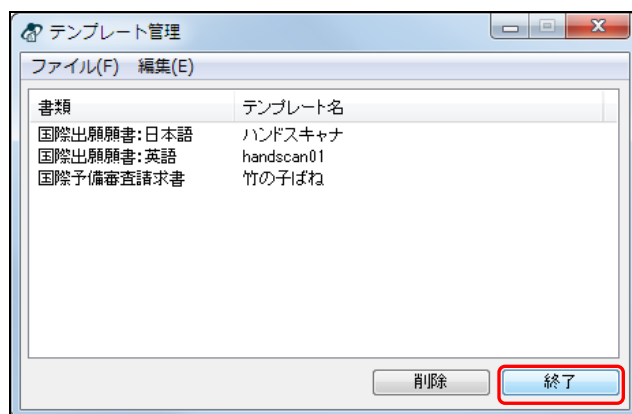 テンプレート管理
ファイル(F) 編集(E)
書類 テンプレート名
国際出願願書:日本語 ハンドスキャナ
国際出願願書:英語 handscan01
国際予備審査請求書 竹の子ばね
削除 終了